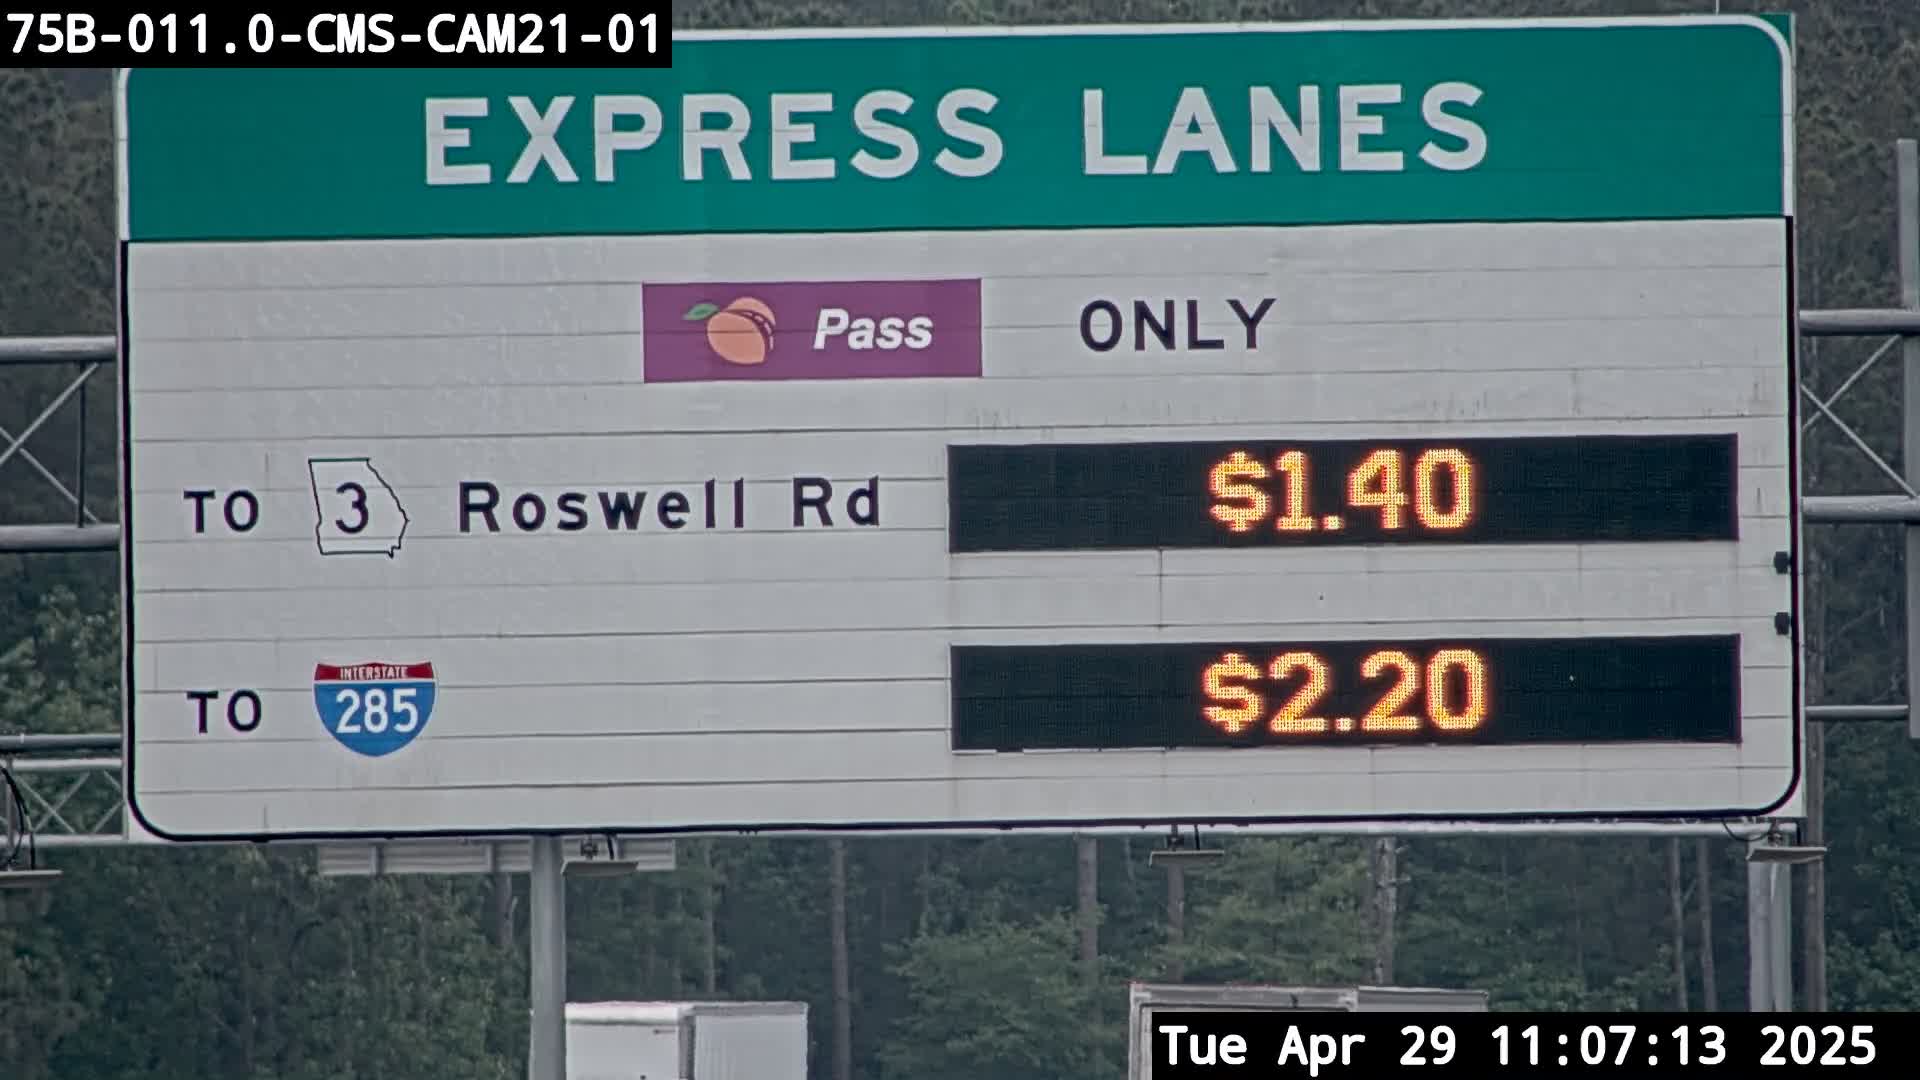 75B-011.0-CMS-CAM21-01
EXPRESS LANES
Pass ONLY
TO 3 Roswell Rd $1.40
INTERSTATE
TO 285 $2.20
Tue Apr 29 11:07:13 2025